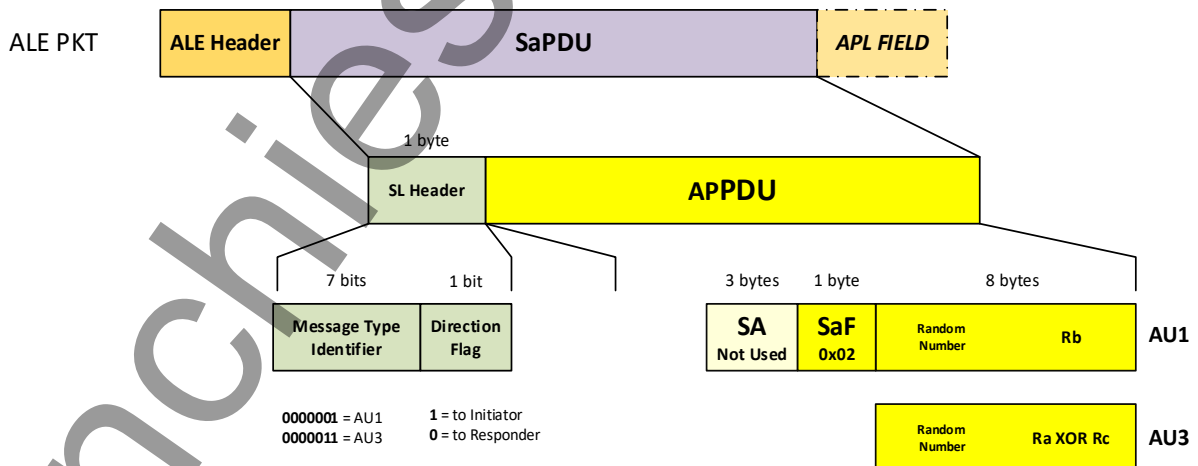 ALE PKT
ALE Header
SaPDU
APL FIELD
1 byte
SL Header
APPDU
7 bits
1 bit
3 bytes
1 byte
8 bytes
Message Type
Identifier
Direction
Flag
SA
Not Used
SaF
0x02
Random
Number
Rb
AU1
0000001 = AU1
0000011 = AU3
1 = to Initiator
0 = to Responder
Random
Number
Ra XOR Rc
AU3
nchies